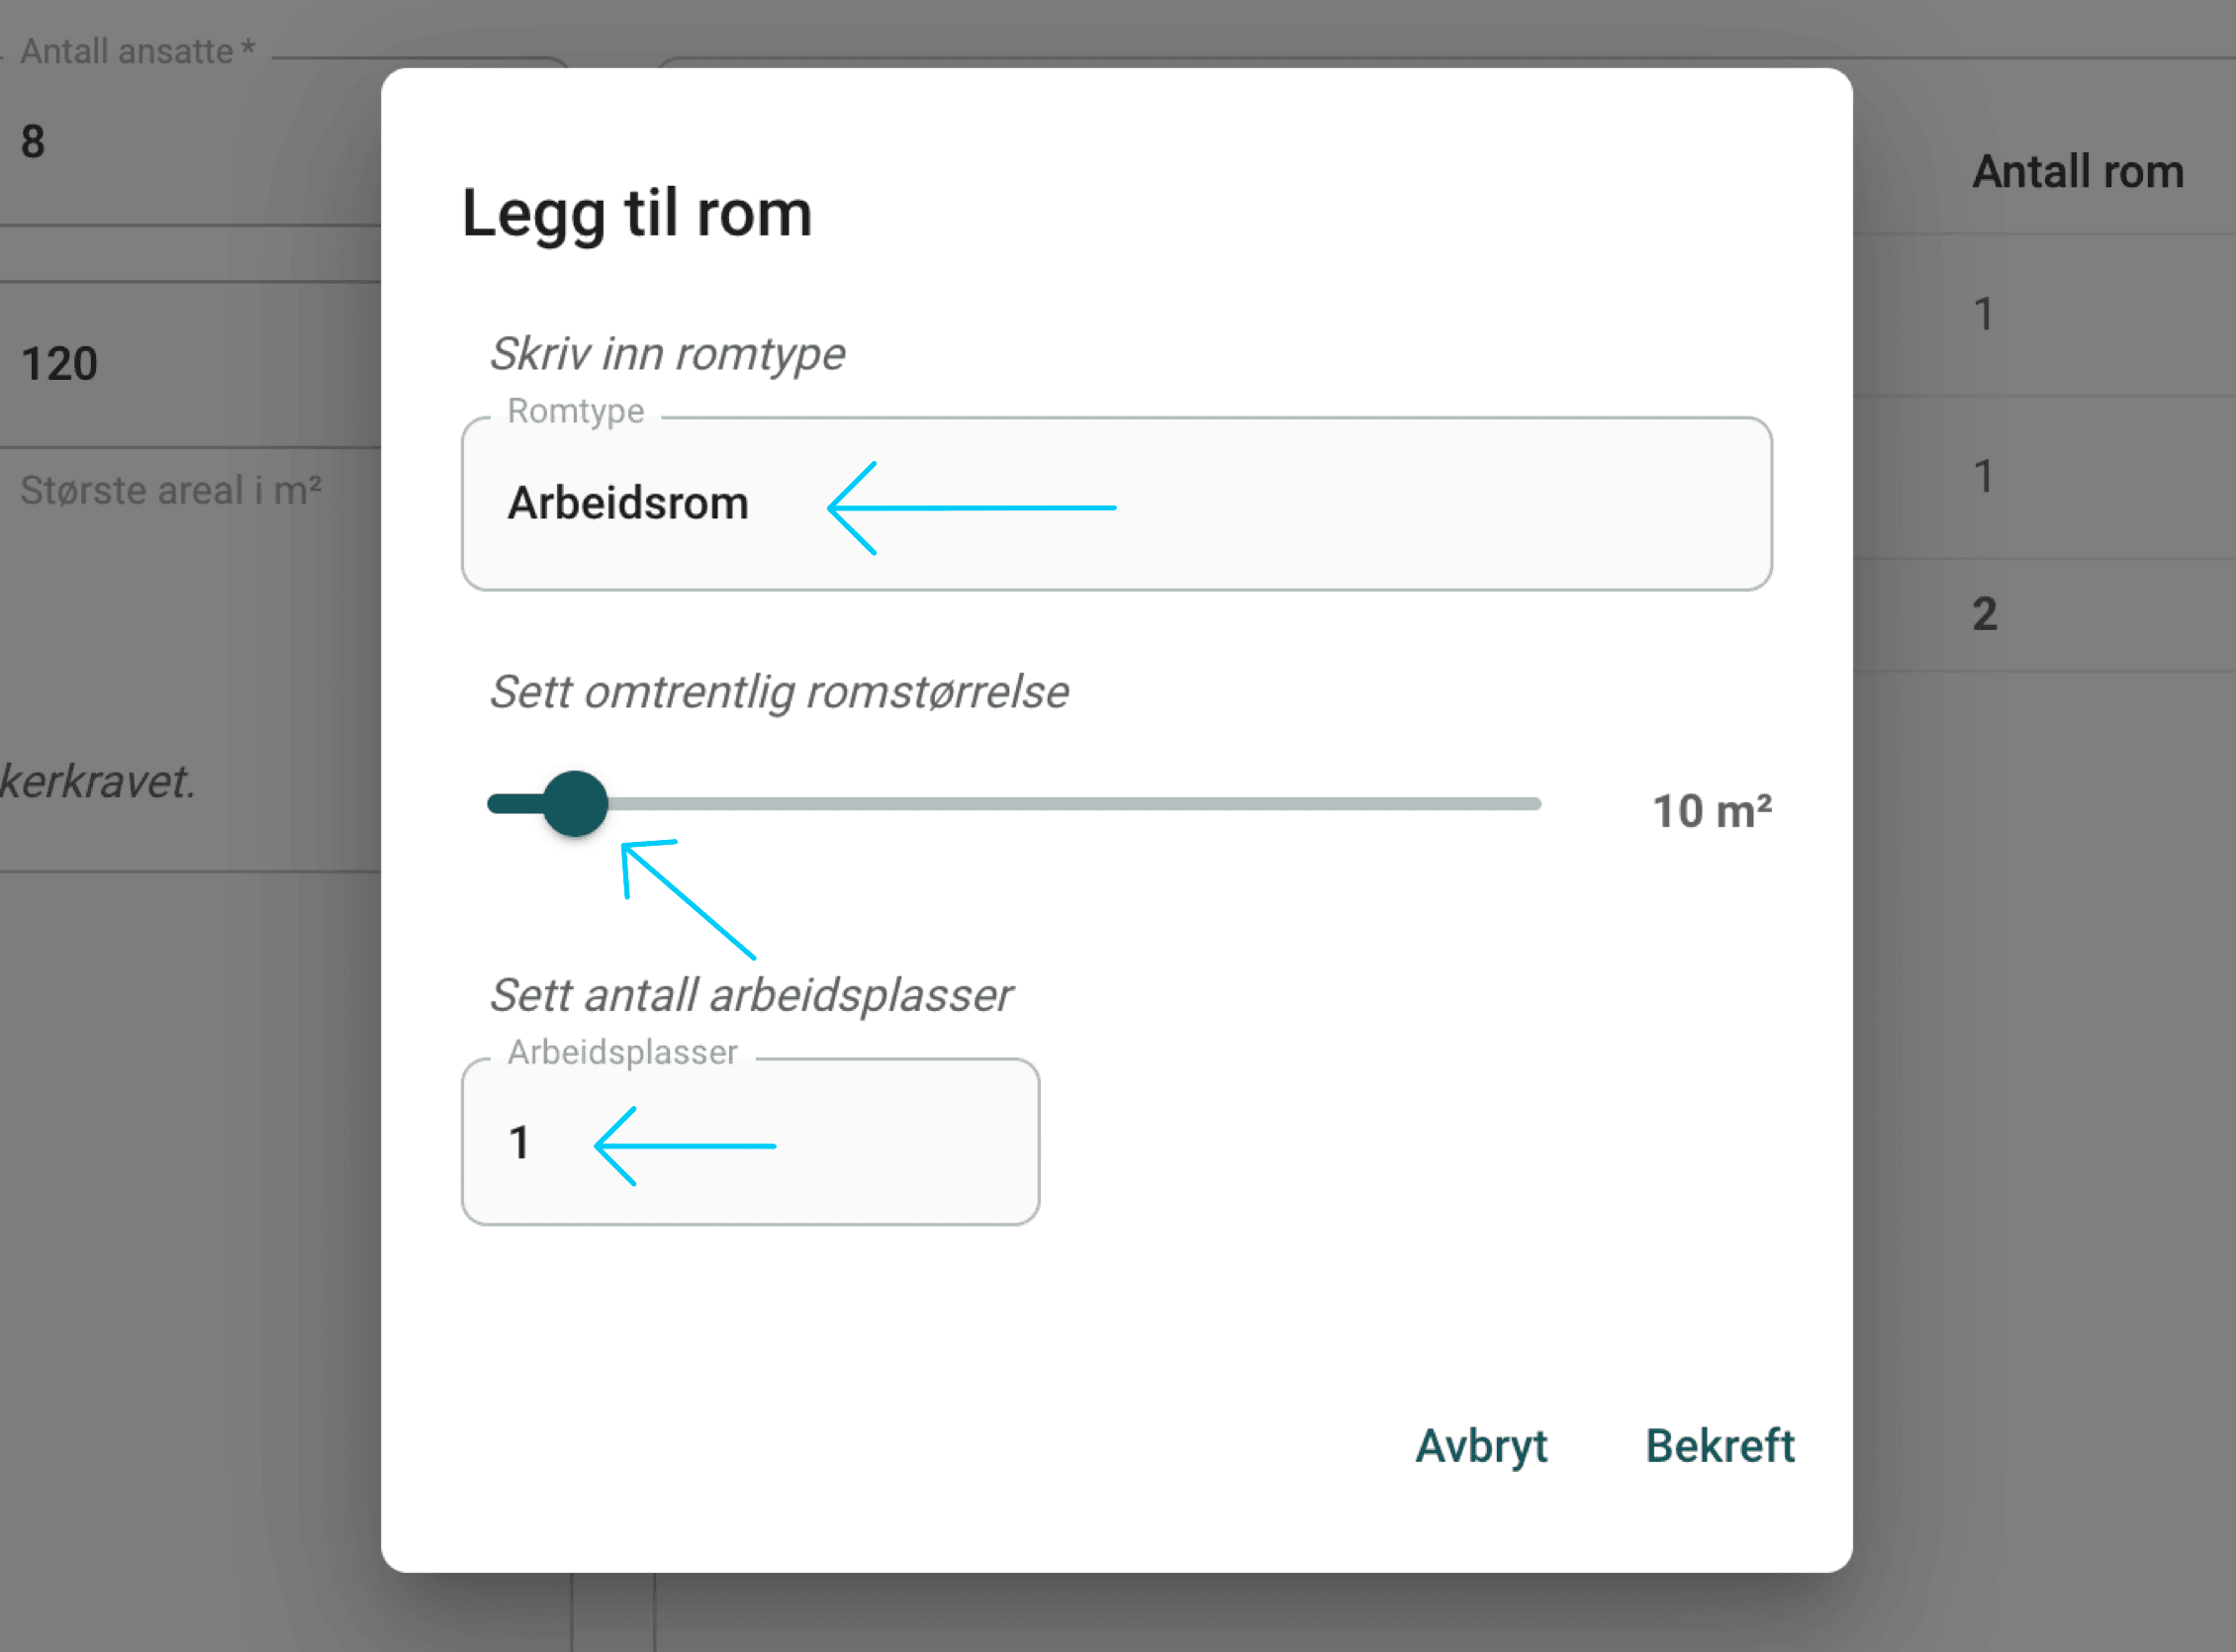 Antall ansatte *
8
120
Største areal i m²
kerkravet.
Legg til rom
Skriv inn romtype
Romtype
Arbeidsrom
Sett omtrentlig romstørrelse
10 m²
Sett antall arbeidsplasser
Arbeidsplasser
1
Avbryt Bekreft
Antall rom
1
1
2